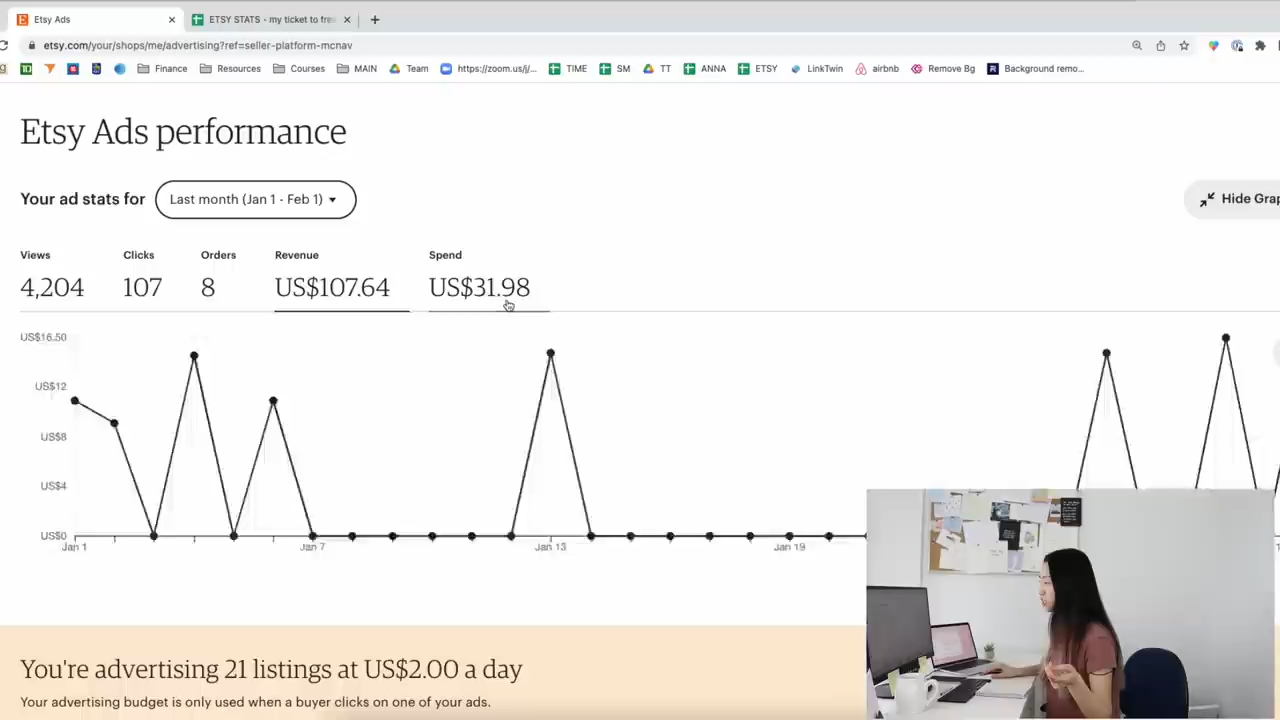 Etsy Ads
ETSY STATS - my ticket to free
etsy.com/your/shops/me/advertising?ref=seller-platform-mcnav
Finance Resources Courses MAIN Team https://zoom.us/j/... TIME SM TT ANNA ETSY LinkTwin airbnb Remove Bg Background remo...
Etsy Ads performance
Your ad stats for Last month (Jan 1 - Feb 1)
Hide Grap
Views Clicks Orders Revenue Spend
4,204 107 8 US$107.64 US$31.98
US$16.50
US$12
US$8
US$4
US$0
Jan 1 Jan 7 Jan 13 Jan 19
You're advertising 21 listings at US$2.00 a day
Your advertising budget is only used when a buyer clicks on one of your ads.